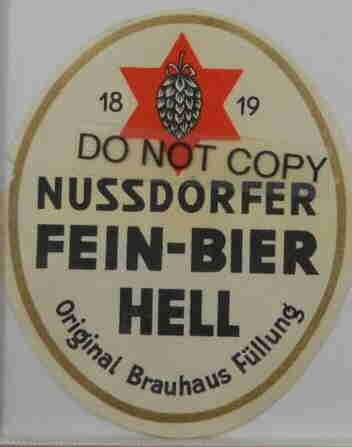 18 19
DO NOT COPY
NUSSDORFER
FEIN-BIER
HELL
Original Brauhaus Füllung